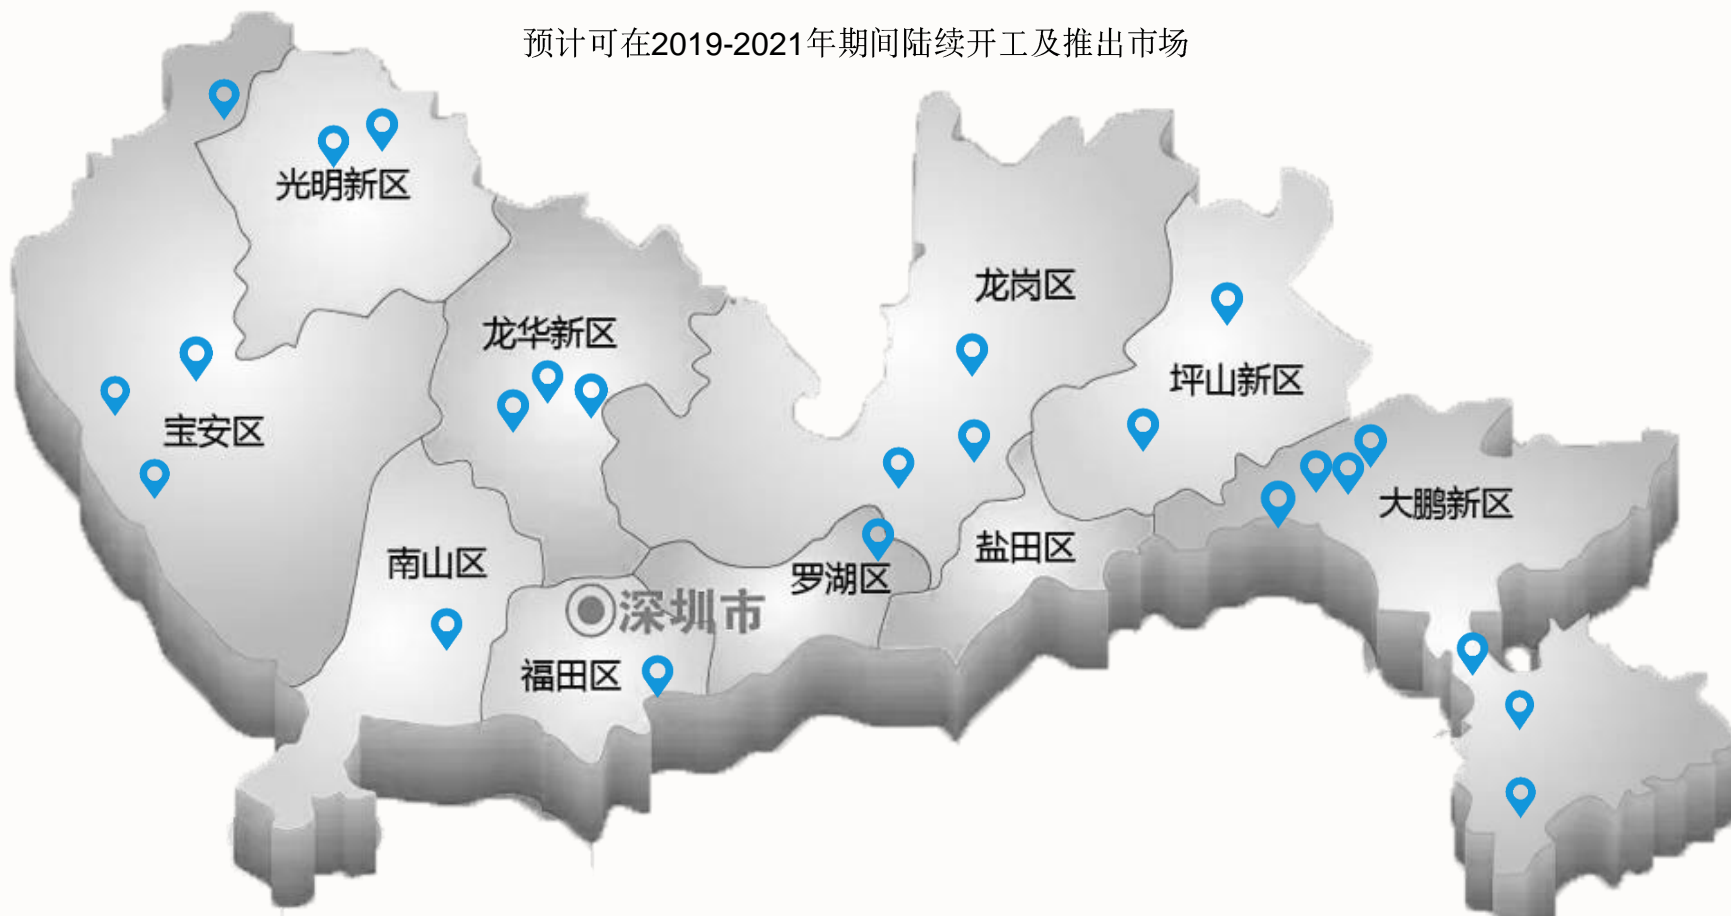 预计可在2019-2021年期间陆续开工及推出市场
光明新区
龙岗区
龙华新区
坪山新区
宝安区
大鹏新区
盐田区
南山区
罗湖区
深圳市
福田区